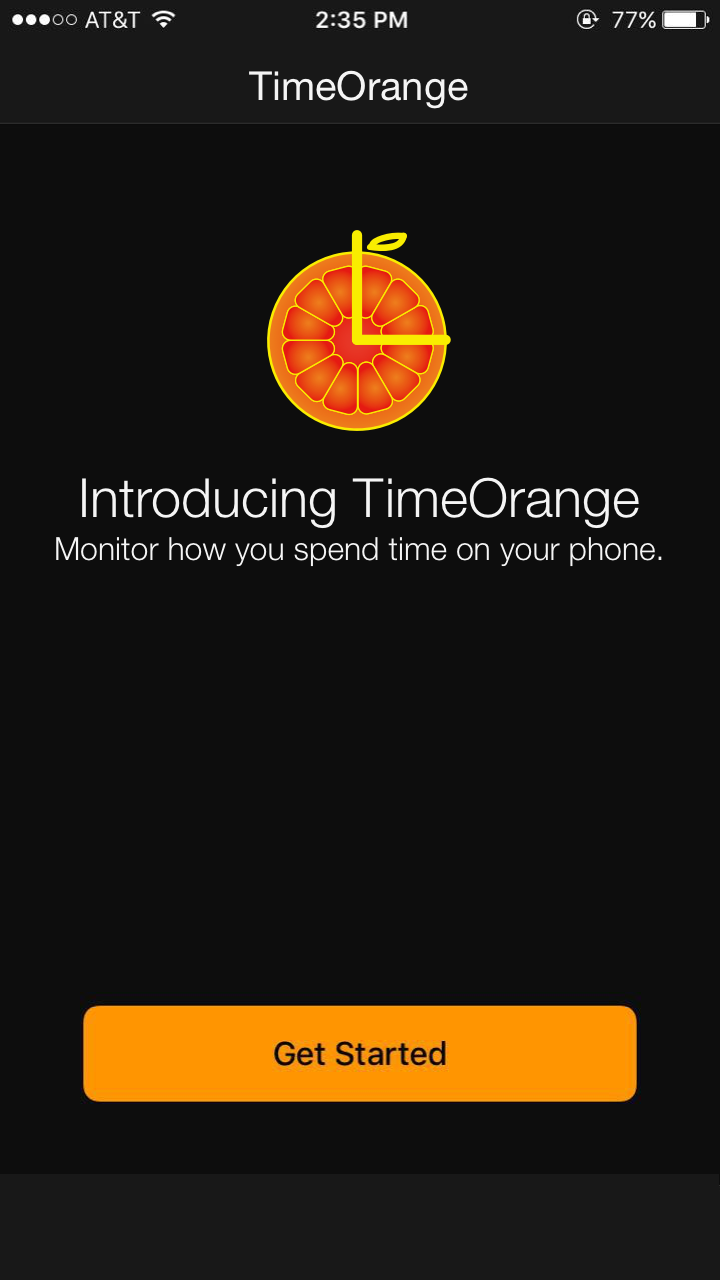 AT&T 2:35 PM 77%
TimeOrange
Introducing TimeOrange
Monitor how you spend time on your phone.
Get Started